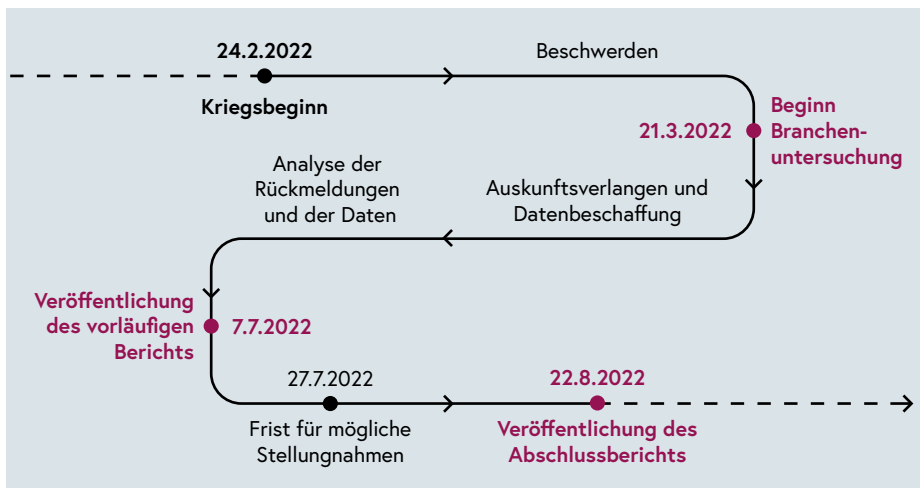 24.2.2022
Kriegsbeginn
Beschwerden
21.3.2022
Beginn
Branchen-
untersuchung
Auskunftsverlangen und
Datenbeschaffung
Analyse der
Rückmeldungen
und der Daten
Veröffentlichung
des vorläufigen
Berichts
7.7.2022
27.7.2022
Frist für mögliche
Stellungnahmen
22.8.2022
Veröffentlichung des
Abschlussberichts